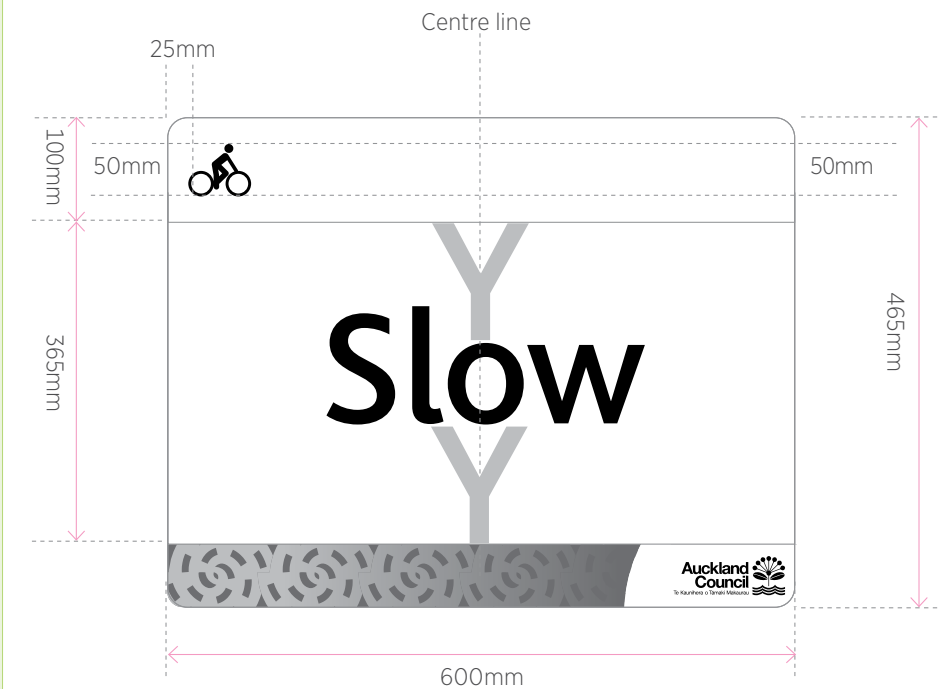 Centre line
25mm
100mm
50mm
50mm
365mm
465mm
Y
Slow
Y
Auckland
Council
Te Kaunihera o Tāmaki Makaurau
600mm